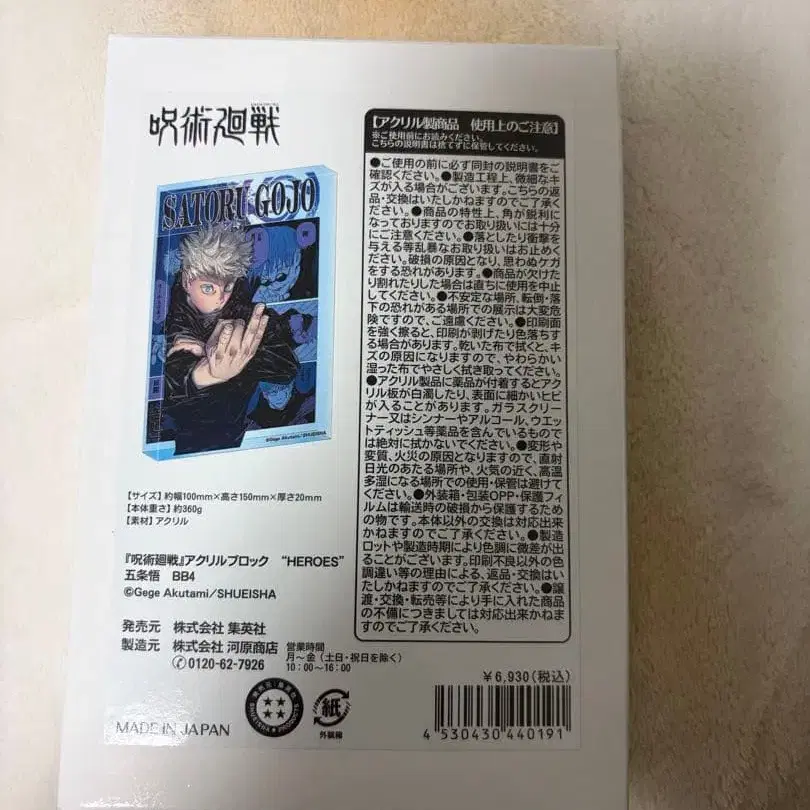 呪術廻戦
SATORU GOJO
©Gege Akutami/SHUEISHA
【サイズ】約幅100mm×高さ150mm×厚さ20mm
【本体重さ】約360g
【素材】アクリル
『呪術廻戦』アクリルブロック “HEROES”
五条悟 BB4
©Gege Akutami/SHUEISHA
発売元 株式会社 集英社
製造元 株式会社 河原商店
0120-62-7926
営業時間
月～金（土日・祝日を除く）
10：00～16：00
MADE IN JAPAN
SHUEISHA
紙
外装箱
【アクリル製商品 使用上のご注意】
※ご使用前にお読みください。
こちらの説明書は捨てずに保管してください。
●ご使用の前に必ず同封の説明書をご
確認ください。●製造工程上、微細なキ
ズが入る場合がございます。こちらの返
品・交換はいたしかねますのでご了承く
ださい。●商品の特性上、角が鋭利に
なっておりますのでお取り扱いには十分
にご注意ください。●落としたり衝撃を
与える等乱暴なお取り扱いはお止めく
ださい。破損の原因となり、思わぬケガ
をする恐れがあります。●商品が欠けた
り割れたりした場合は直ちに使用を中止
してください。●不安定な場所、転倒・落
下の恐れがある場所での展示は大変危
険ですので、ご遠慮ください。●印刷面
を強く擦ると、印刷が剥げたり色落ちす
る場合があります。乾いた布で拭くと、キ
ズの原因になりますので、やわらかい
湿った布でやさしく拭き取ってください。
●アクリル製品に薬品が付着するとアク
リル板が白濁したり、表面に細かいヒビ
が入ることがあります。ガラスクリーナ
ー又はシンナーやアルコール、ウエッ
トティッシュ等薬品を含んでいるもので
は絶対に拭かないでください。●変形や
変質、火災の原因となりますので、直射
日光のあたる場所や、火気の近く、高温
多湿になる場所での使用・保管は避けて
ください。●外装箱・包装OPP・保護フィ
ルムは輸送時の破損から保護するため
の物です。本体以外の交換は対応出来
かねますのでご了承ください。●製造
ロットや製造時期により色調に微差が出
ることがございます。印刷不良以外の色
調違い等の理由による、返品・交換はい
たしかねますのでご了承ください。●譲
渡・交換・転売等により手に入れた商品
の不備につきましては対応出来かねま
すのでご了承ください。
￥6,930（税込）
4 530430 440191